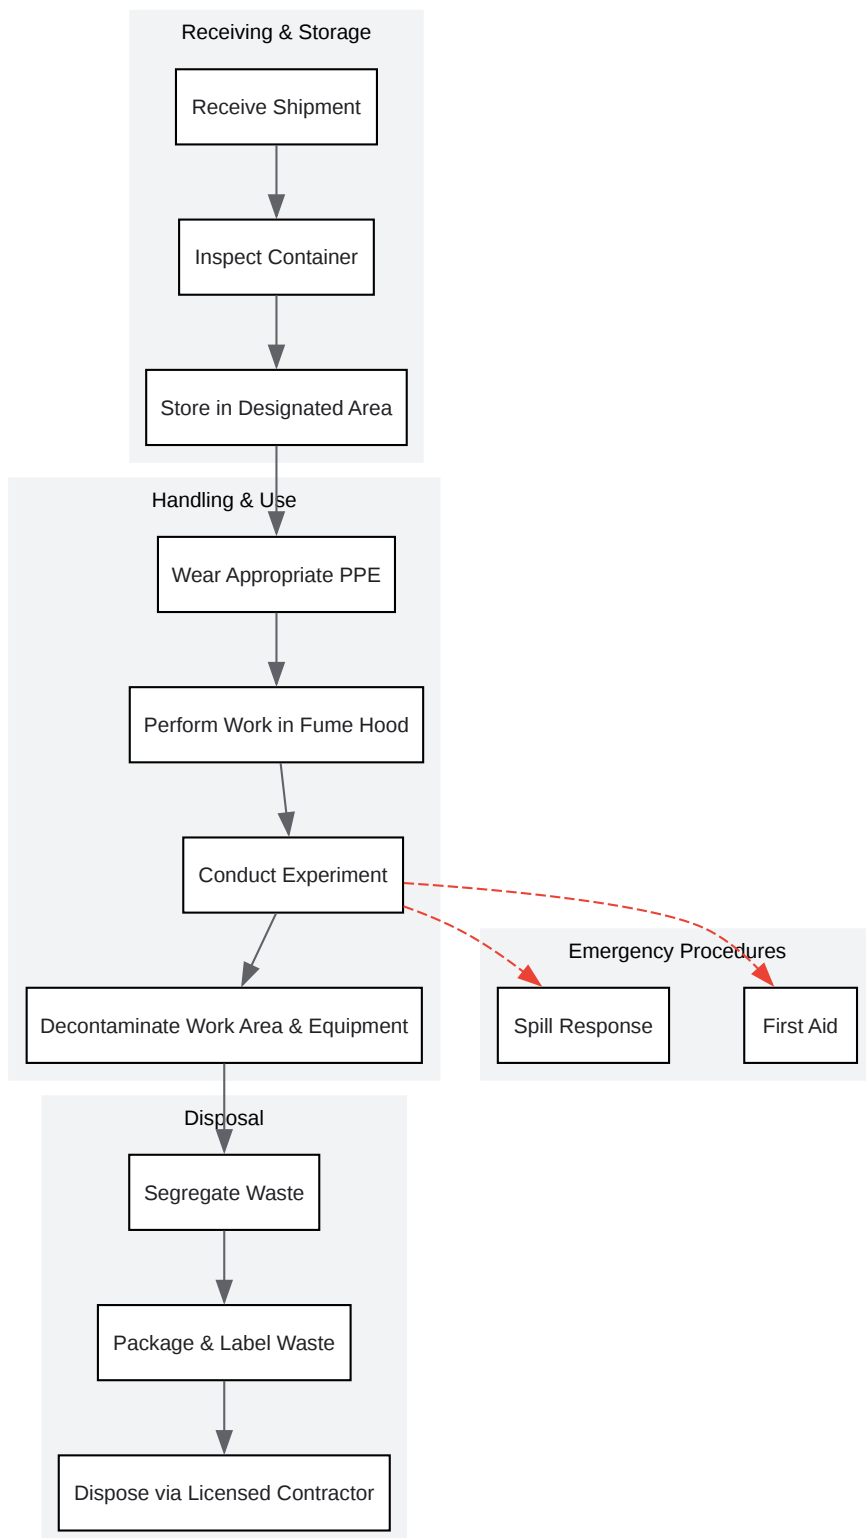 Receiving & Storage
Receive Shipment
Inspect Container
Store in Designated Area
Handling & Use
Wear Appropriate PPE
Perform Work in Fume Hood
Conduct Experiment
Emergency Procedures
Decontaminate Work Area & Equipment
Spill Response
First Aid
Disposal
Segregate Waste
Package & Label Waste
Dispose via Licensed Contractor